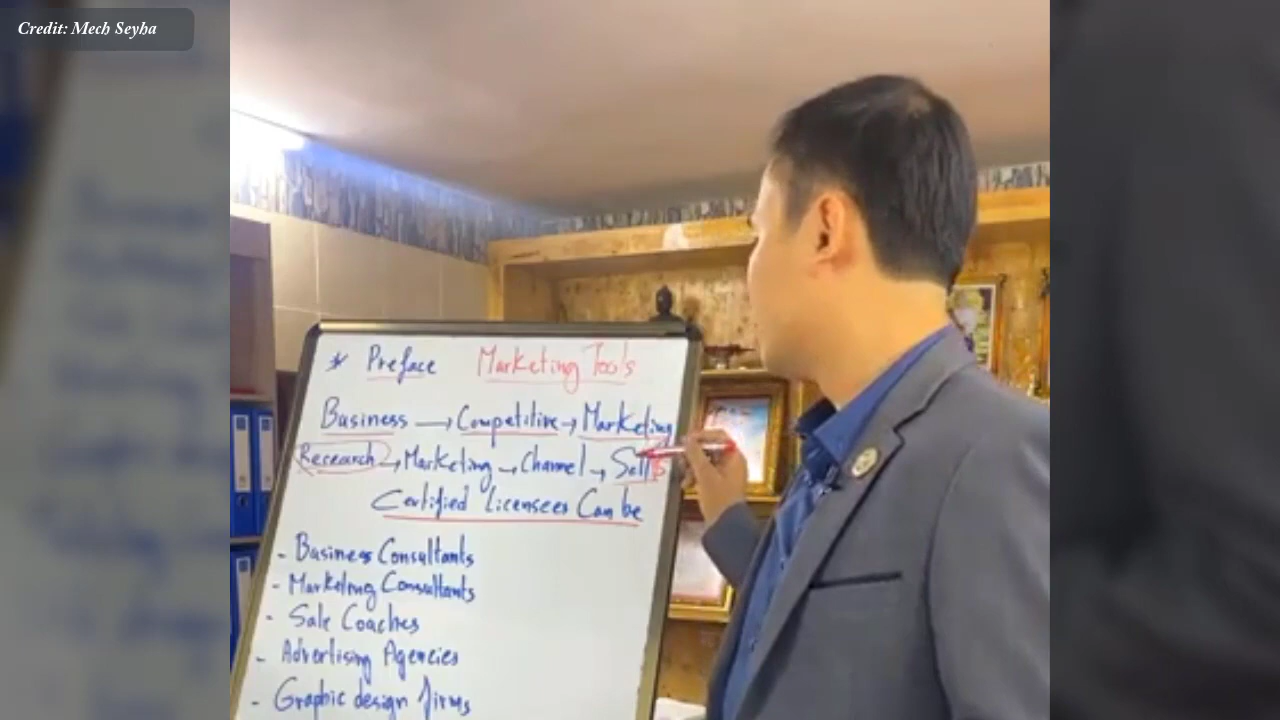 Credit: Mech Seyha
* Preface Marketing Tools
Business → Competitive → Marketing
Research → Marketing → Channel → Sell's
Certified Licensees Can be
- Business Consultants
- Marketing Consultants
- Sale Coaches
- Advertising Agencies
- Graphic design firms